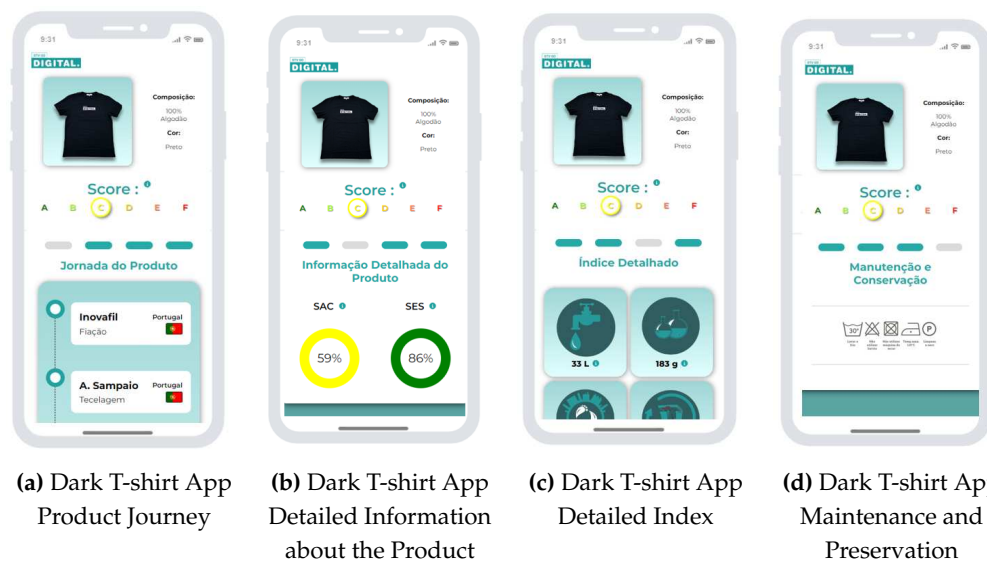 9:31
DIGITAL.
Composição:
100%
Algodão
Cor:
Preto
Score :
A B C D E F
Jornada do Produto
Inovafil
Fiação
Portugal
A. Sampaio
Tecelagem
Portugal
(a) Dark T-shirt App
Product Journey
9:31
DIGITAL.
Composição:
100%
Algodão
Cor:
Preto
Score :
A B C D E F
Informação Detalhada do
Produto
SAC
SES
59%
86%
(b) Dark T-shirt App
Detailed Information
about the Product
9:31
DIGITAL.
Composição:
100%
Algodão
Cor:
Preto
Score :
A B C D E F
Índice Detalhado
33 L
183 g
(c) Dark T-shirt App
Detailed Index
9:31
DIGITAL.
Composição:
100%
Algodão
Cor:
Preto
Score :
A B C D E F
Manutenção e
Conservação
30°
P
(d) Dark T-shirt Ap
Maintenance and
Preservation